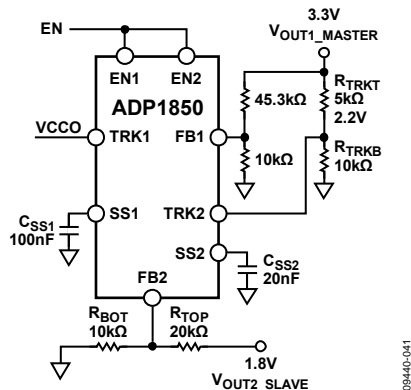 3.3V
VOUT1_MASTER
EN
EN1
EN2
ADP1850
VCCO
TRK1
FB1
45.3kΩ
RTRKT
5kΩ
2.2V
10kΩ
RTRKB
10kΩ
TRK2
SS1
CSS1
100nF
SS2
CSS2
20nF
FB2
RBOT
10kΩ
RTOP
20kΩ
1.8V
VOUT2_SLAVE
09440-041